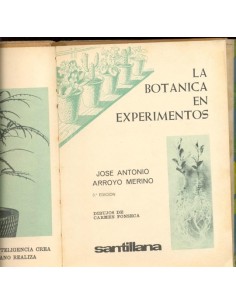 LA
BOTANICA
EN
EXPERIMENTOS
JOSE ANTONIO
ARROYO MERINO
DIBUJOS DE
CARMEN FONSECA
santillana
TELIGENCIA CREA
ANO REALIZA